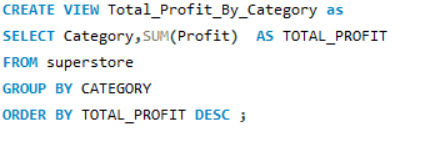 CREATE VIEW Total_Profit_By_Category as
SELECT Category,SUM(Profit)  AS TOTAL_PROFIT
FROM superstore
GROUP BY CATEGORY
ORDER BY TOTAL_PROFIT DESC ;